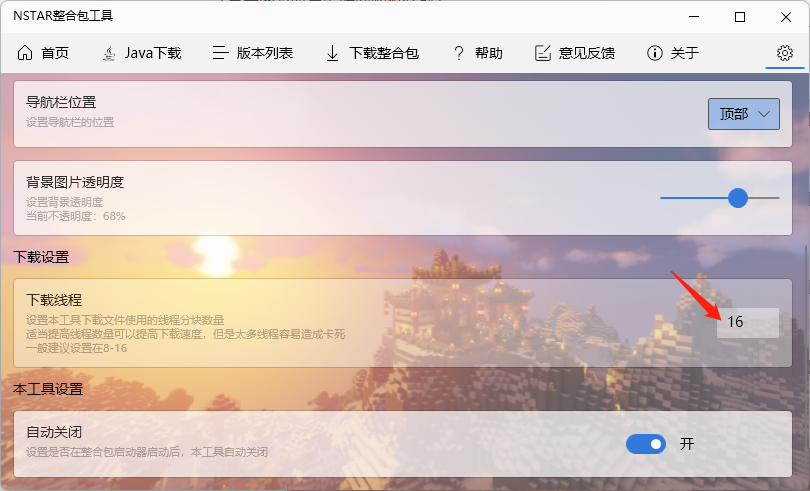 NSTAR整合包工具
首页 Java下载 版本列表 下载整合包 帮助 意见反馈 关于
导航栏位置
设置导航栏的位置
顶部
背景图片透明度
设置背景透明度
当前不透明度：68%
下载设置
下载线程
设置本工具下载文件使用的线程分块数量
适当提高线程数量可以提高下载速度，但是太多线程容易造成卡死
一般建议设置在8-16
16
本工具设置
自动关闭
设置是否在整合包启动器启动后，本工具自动关闭
开